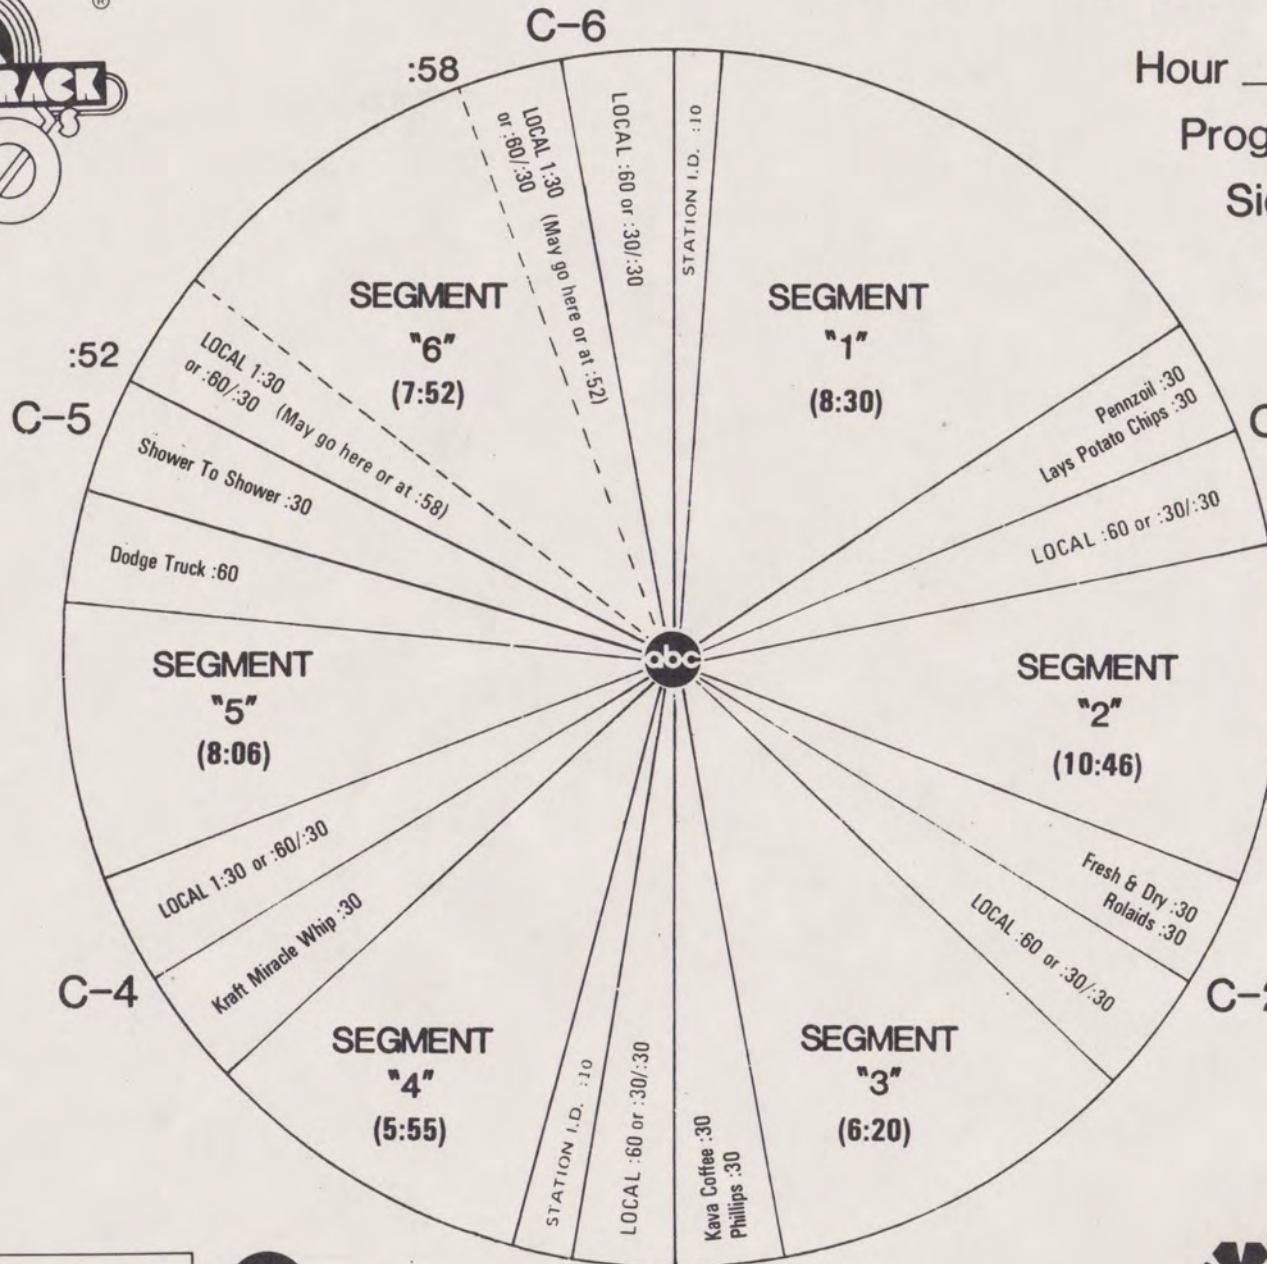 C-6
:58
Hour
SEGMENT
"1"
(8:30)
Pennzoil :30
Lays Potato Chips :30
LOCAL :60 or :30/:30
SEGMENT
"2"
(10:46)
Fresh & Dry :30
Rolaids :30
LOCAL :60 or :30/:30
SEGMENT
"3"
(6:20)
Kava Coffee :30
Phillips :30
LOCAL :60 or :30/:30
STATION I.D. :10
SEGMENT
"4"
(5:55)
Kraft Miracle Whip :30
C-4
LOCAL 1:30 or :60/:30
SEGMENT
"5"
(8:06)
Dodge Truck :60
Shower To Shower :30
C-5
:52
LOCAL 1:30
or :60/:30 (May go here or at :58)
SEGMENT
"6"
(7:52)
LOCAL 1:30 (May go here or at :52)
or :60/:30
LOCAL :60 or :30/:30
STATION I.D. :10
abc